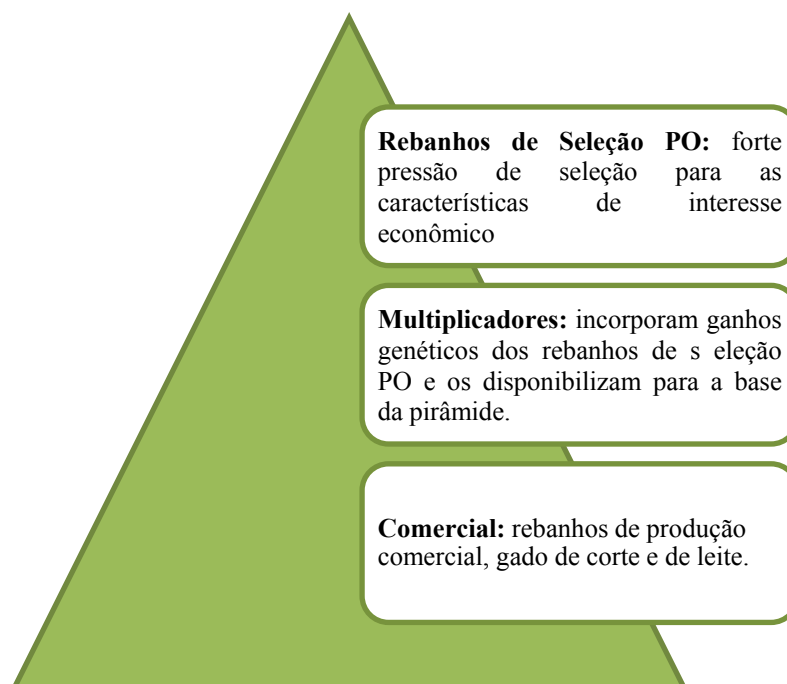 Rebanhos de Seleção PO: forte
pressão de seleção para as
características de interesse
econômico
Multiplicadores: incorporam ganhos
genéticos dos rebanhos de s eleção
PO e os disponibilizam para a base
da pirâmide.
Comercial: rebanhos de produção
comercial, gado de corte e de leite.